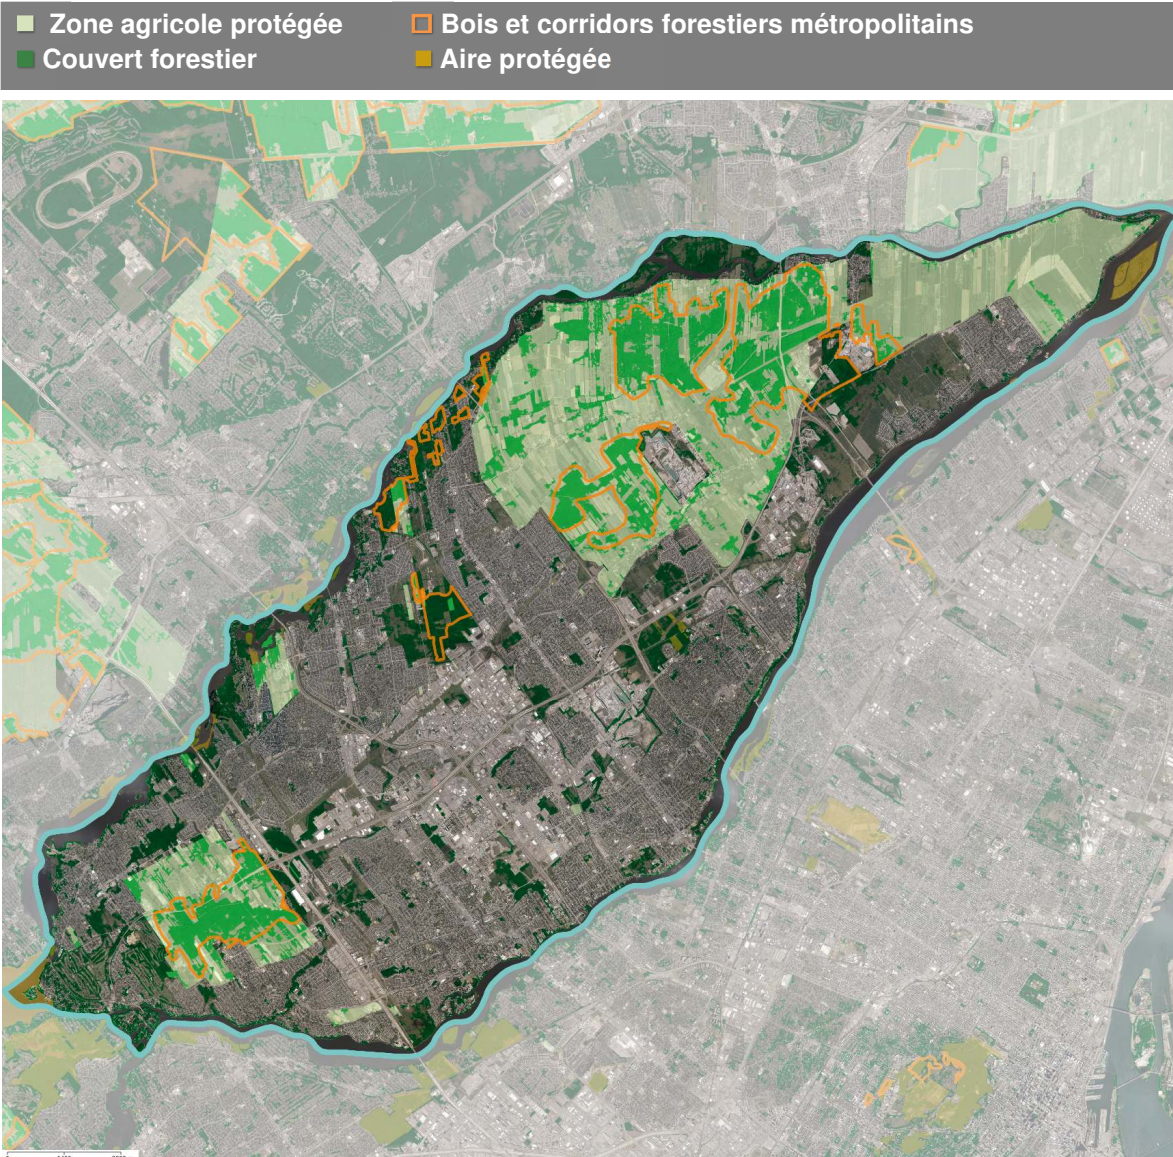 Zone agricole protégée
Bois et corridors forestiers métropolitains
Couvert forestier
Aire protégée